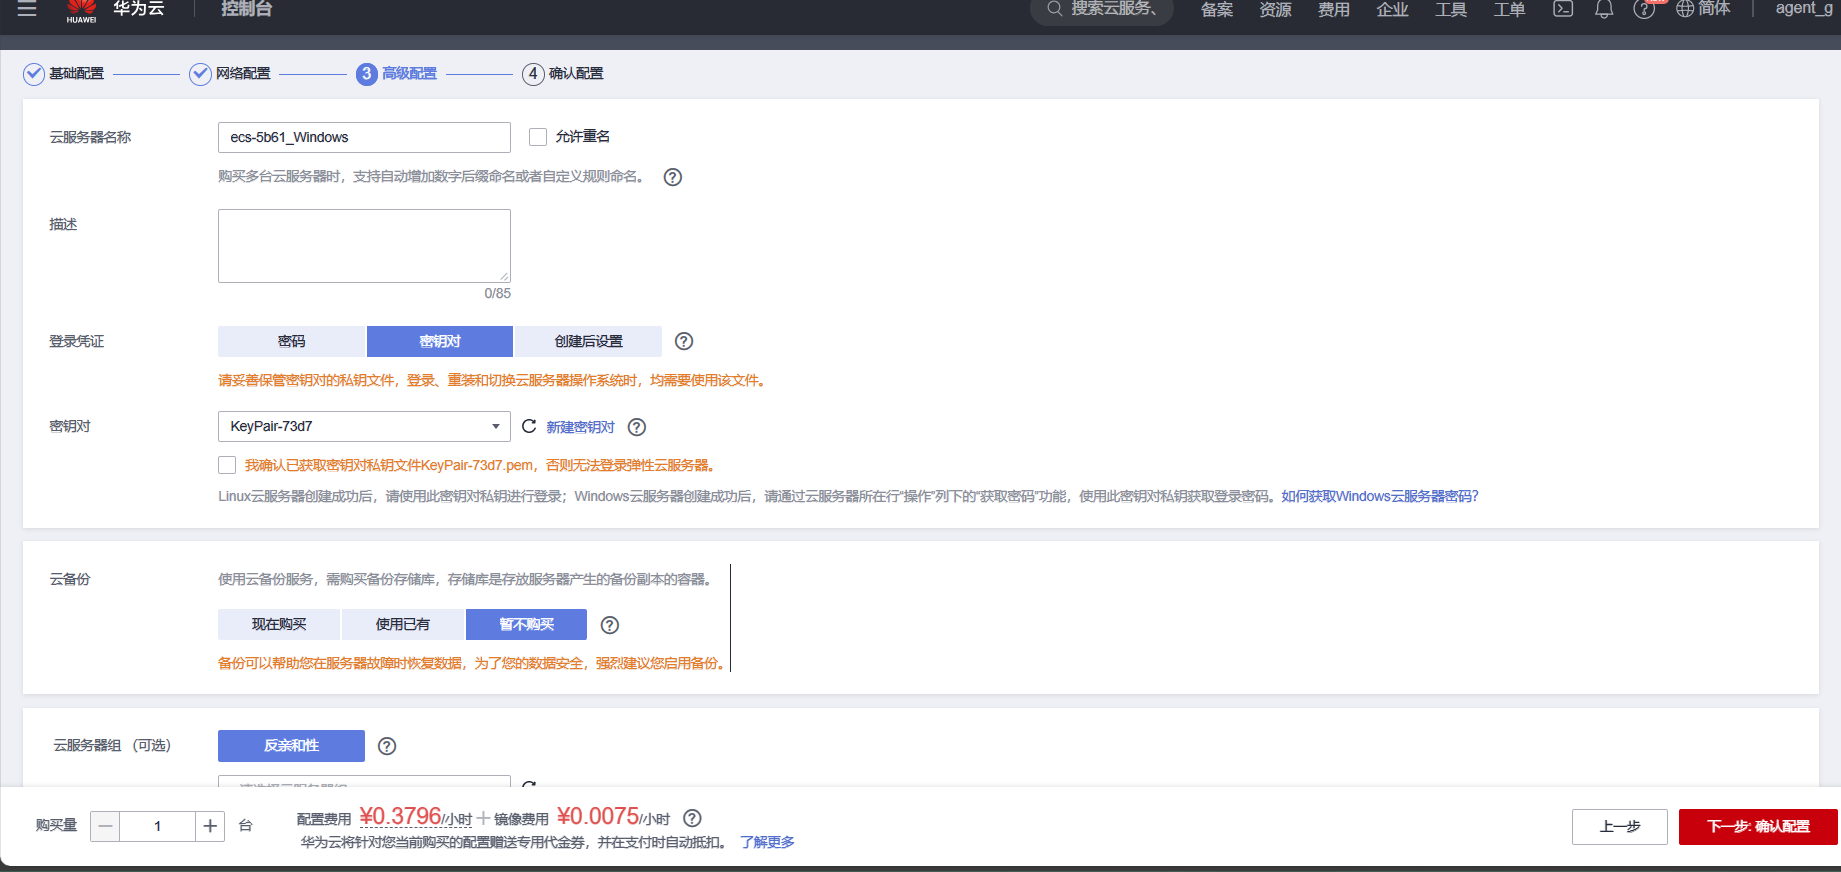 HUAWEI 华为云 控制台 搜索云服务、 备案 资源 费用 企业 工具 工单 简体 agent_g
基础配置 网络配置 3 高级配置 4 确认配置
云服务器名称 ecs-5b61_Windows 允许重名
购买多台云服务器时，支持自动增加数字后缀命名或者自定义规则命名。
描述
0/85
登录凭证 密码 密钥对 创建后设置
请妥善保管密钥对的私钥文件，登录、重装和切换云服务器操作系统时，均需要使用该文件。
密钥对 KeyPair-73d7 新建密钥对
我确认已获取密钥对私钥文件KeyPair-73d7.pem，否则无法登录弹性云服务器。
Linux云服务器创建成功后，请使用此密钥对私钥进行登录；Windows云服务器创建成功后，请通过云服务器所在行"操作"列下的"获取密码"功能，使用此密钥对私钥获取登录密码。如何获取Windows云服务器密码？
云备份 使用云备份服务，需购买备份存储库，存储库是存放服务器产生的备份副本的容器。
现在购买 使用已有 暂不购买
备份可以帮助您在服务器故障时恢复数据，为了您的数据安全，强烈建议您启用备份。
云服务器组 （可选） 反亲和性
购买量 1 台 配置费用 ¥0.3796/小时 + 镜像费用 ¥0.0075/小时 上一步 下一步: 确认配置
华为云将针对您当前购买的配置赠送专用代金券，并在支付时自动抵扣。 了解更多